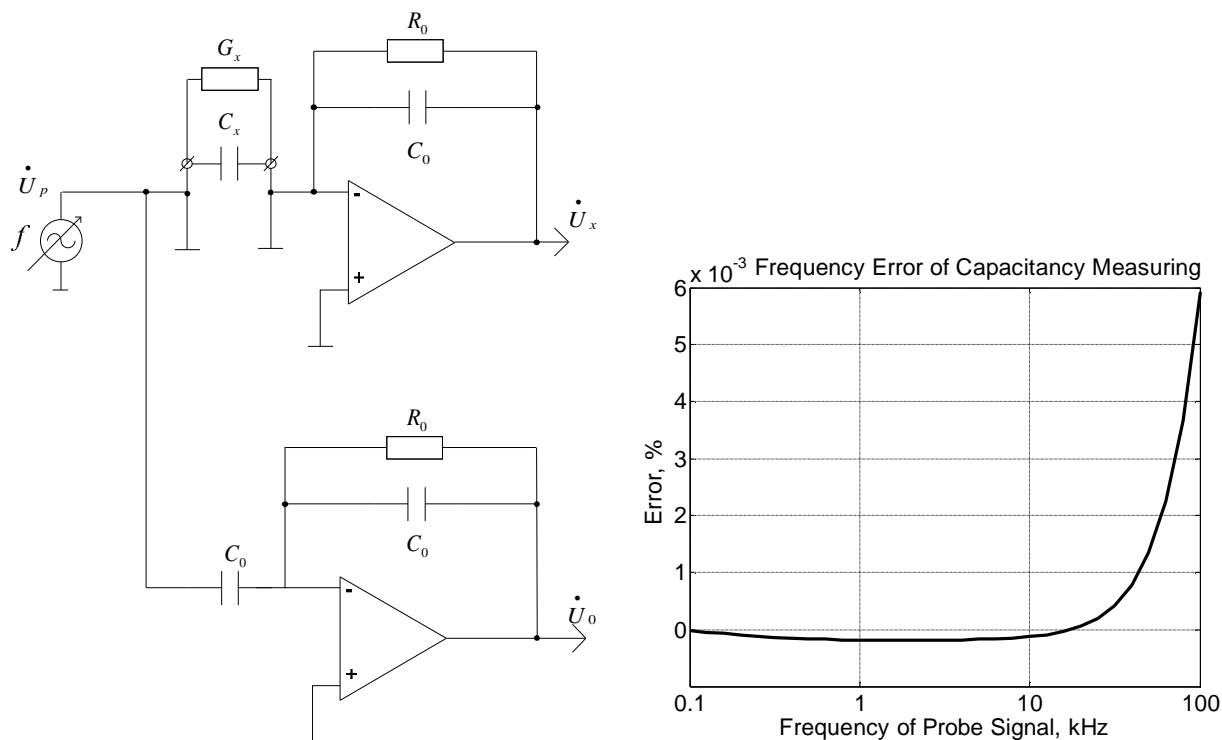 R₀
Gₓ
Cₓ
C₀
U̇ₚ
-
U̇ₓ
f
+
R₀
C₀
C₀
-
U̇₀
+
x 10⁻³ Frequency Error of Capacitancy Measuring
6
5
4
3
2
1
0
Error, %
0.1 1 10 100
Frequency of Probe Signal, kHz